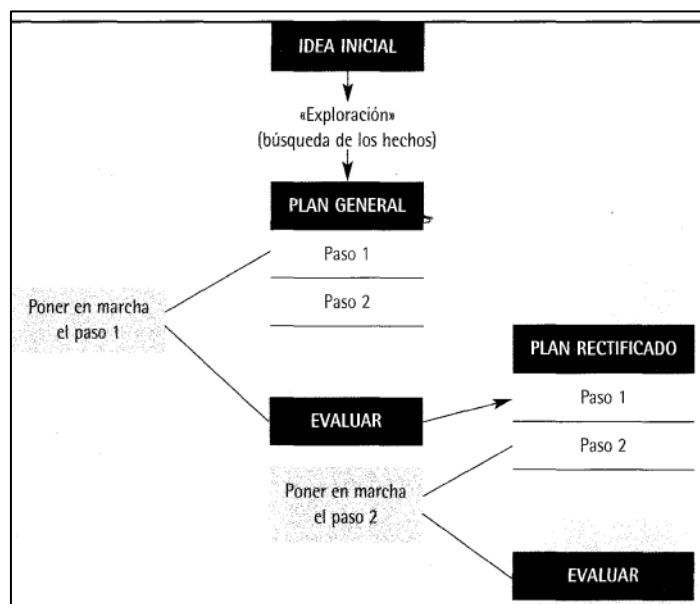 IDEA INICIAL
«Exploración»
(búsqueda de los hechos)
PLAN GENERAL
Paso 1
Paso 2
Poner en marcha
el paso 1
EVALUAR
PLAN RECTIFICADO
Paso 1
Paso 2
Poner en marcha
el paso 2
EVALUAR